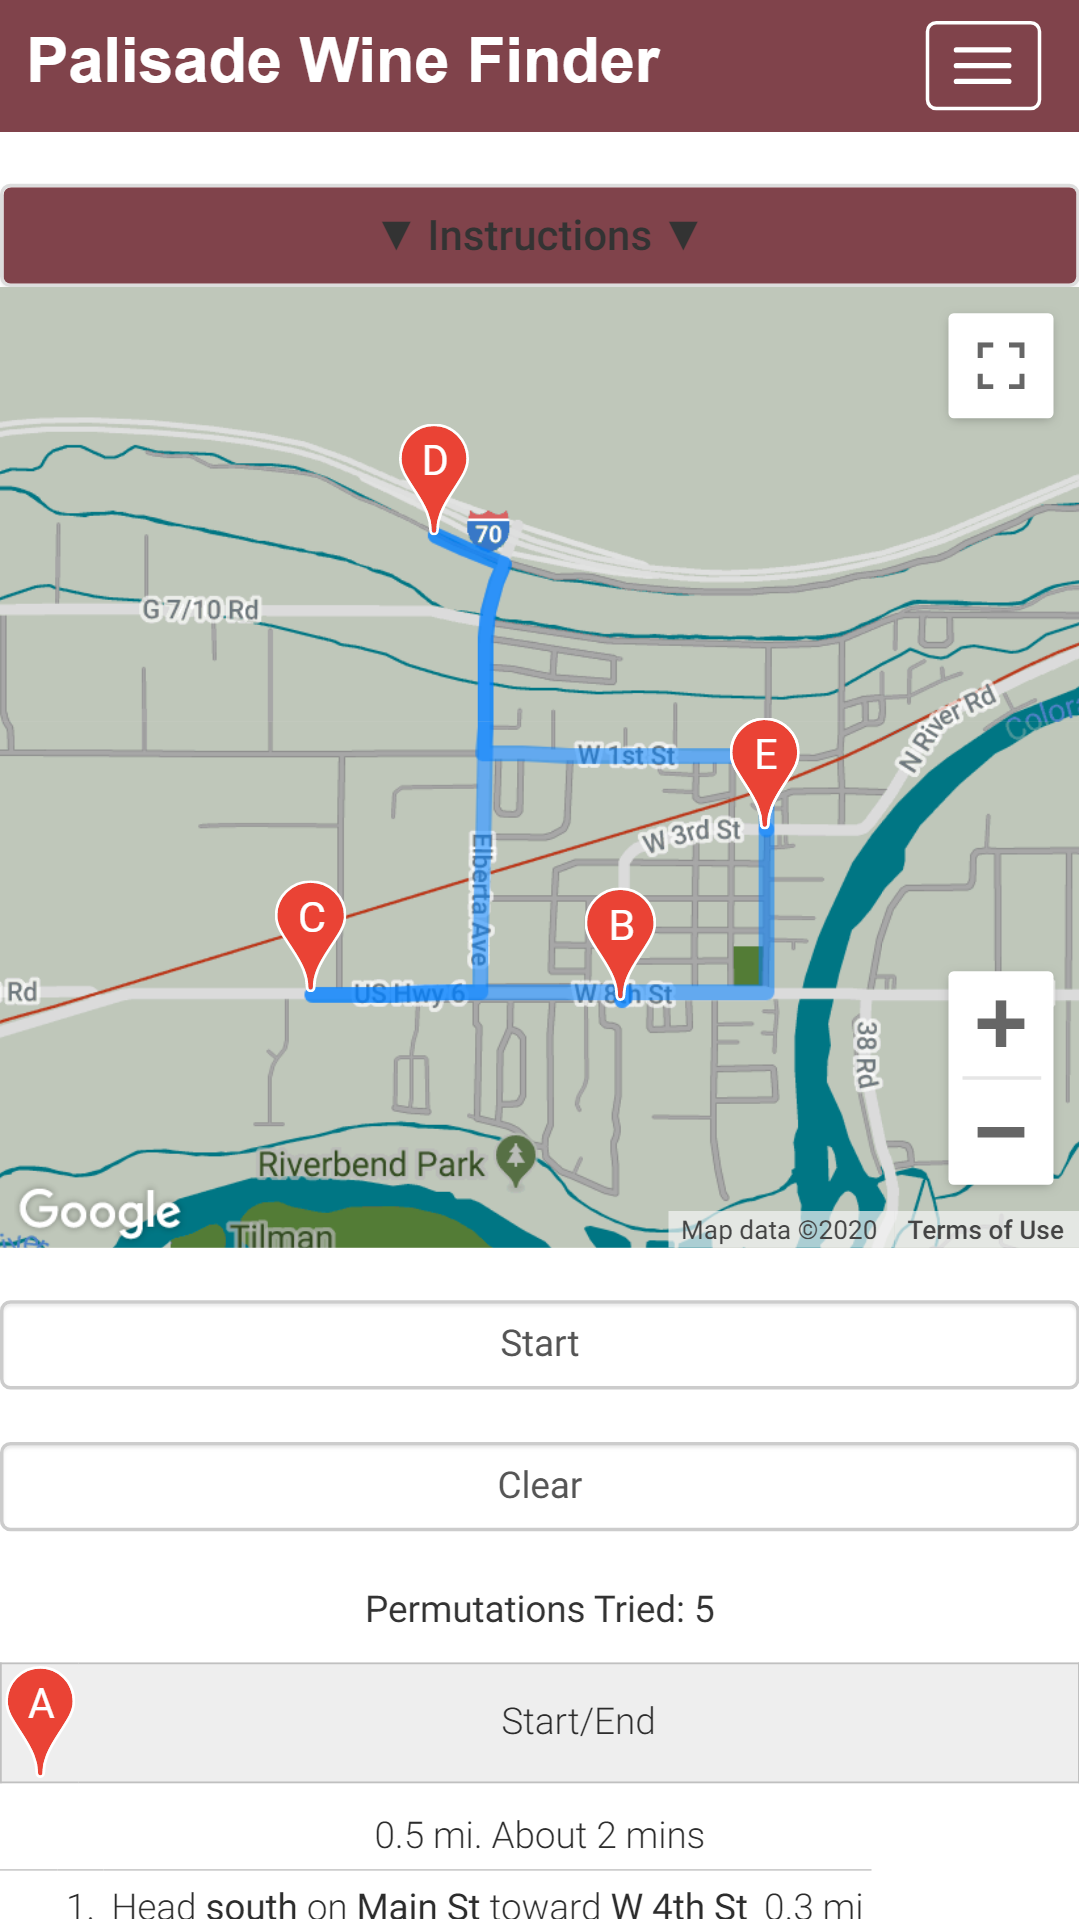 Palisade Wine Finder
▼ Instructions ▼
D
70
G 7/10 Rd
N River Rd
W 1st St
E
W 3rd St
Elberta Ave
C
B
Rd
US Hwy 6
W 8th St
38 Rd
Riverbend Park
Google
Tilman
Map data ©2020 Terms of Use
Start
Clear
Permutations Tried: 5
A
Start/End
0.5 mi. About 2 mins
1. Head south on Main St toward W 4th St 0.3 mi